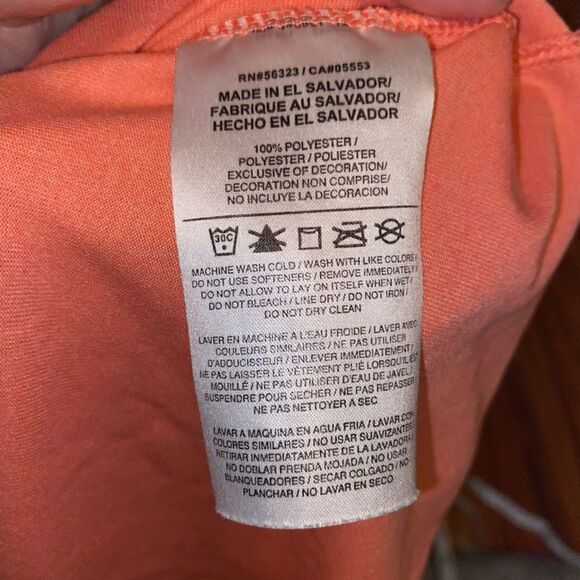 RN#56323 / CA#05553
MADE IN EL SALVADOR/
FABRIQUE AU SALVADOR/
HECHO EN EL SALVADOR
100% POLYESTER /
POLYESTER / POLIESTER
EXCLUSIVE OF DECORATION/
DECORATION NON COMPRISE/
NO INCLUYE LA DECORACION
30C
MACHINE WASH COLD / WASH WITH LIKE COLORS /
DO NOT USE SOFTENERS / REMOVE IMMEDIATELY &
DO NOT ALLOW TO LAY ON ITSELF WHEN WET /
DO NOT BLEACH / LINE DRY / DO NOT IRON /
DO NOT DRY CLEAN
LAVER EN MACHINE A L'EAU FROIDE / LAVER AVEC
COULEURS SIMILAIRES / NE PAS UTILISER
D'ADOUCISSEUR / ENLEVER IMMEDIATEMENT /
NE PAS LAISSER LE VÊTEMENT PLIÉ LORSQU'IL EST
MOUILLÉ / NE PAS UTILISER D'EAU DE JAVEL /
SUSPENDRE POUR SÉCHER / NE PAS REPASSER
NE PAS NETTOYER A SEC
LAVAR A MAQUINA EN AGUA FRIA / LAVAR CON
COLORES SIMILARES / NO USAR SUAVIZANTES
RETIRAR IMMEDIATAMENTE DE LA LAVADORA /
NO DOBLAR PRENDA MOJADA / NO USAR
BLANQUEADORES / SECAR COLGADO / NO
PLANCHAR / NO LAVAR EN SECO